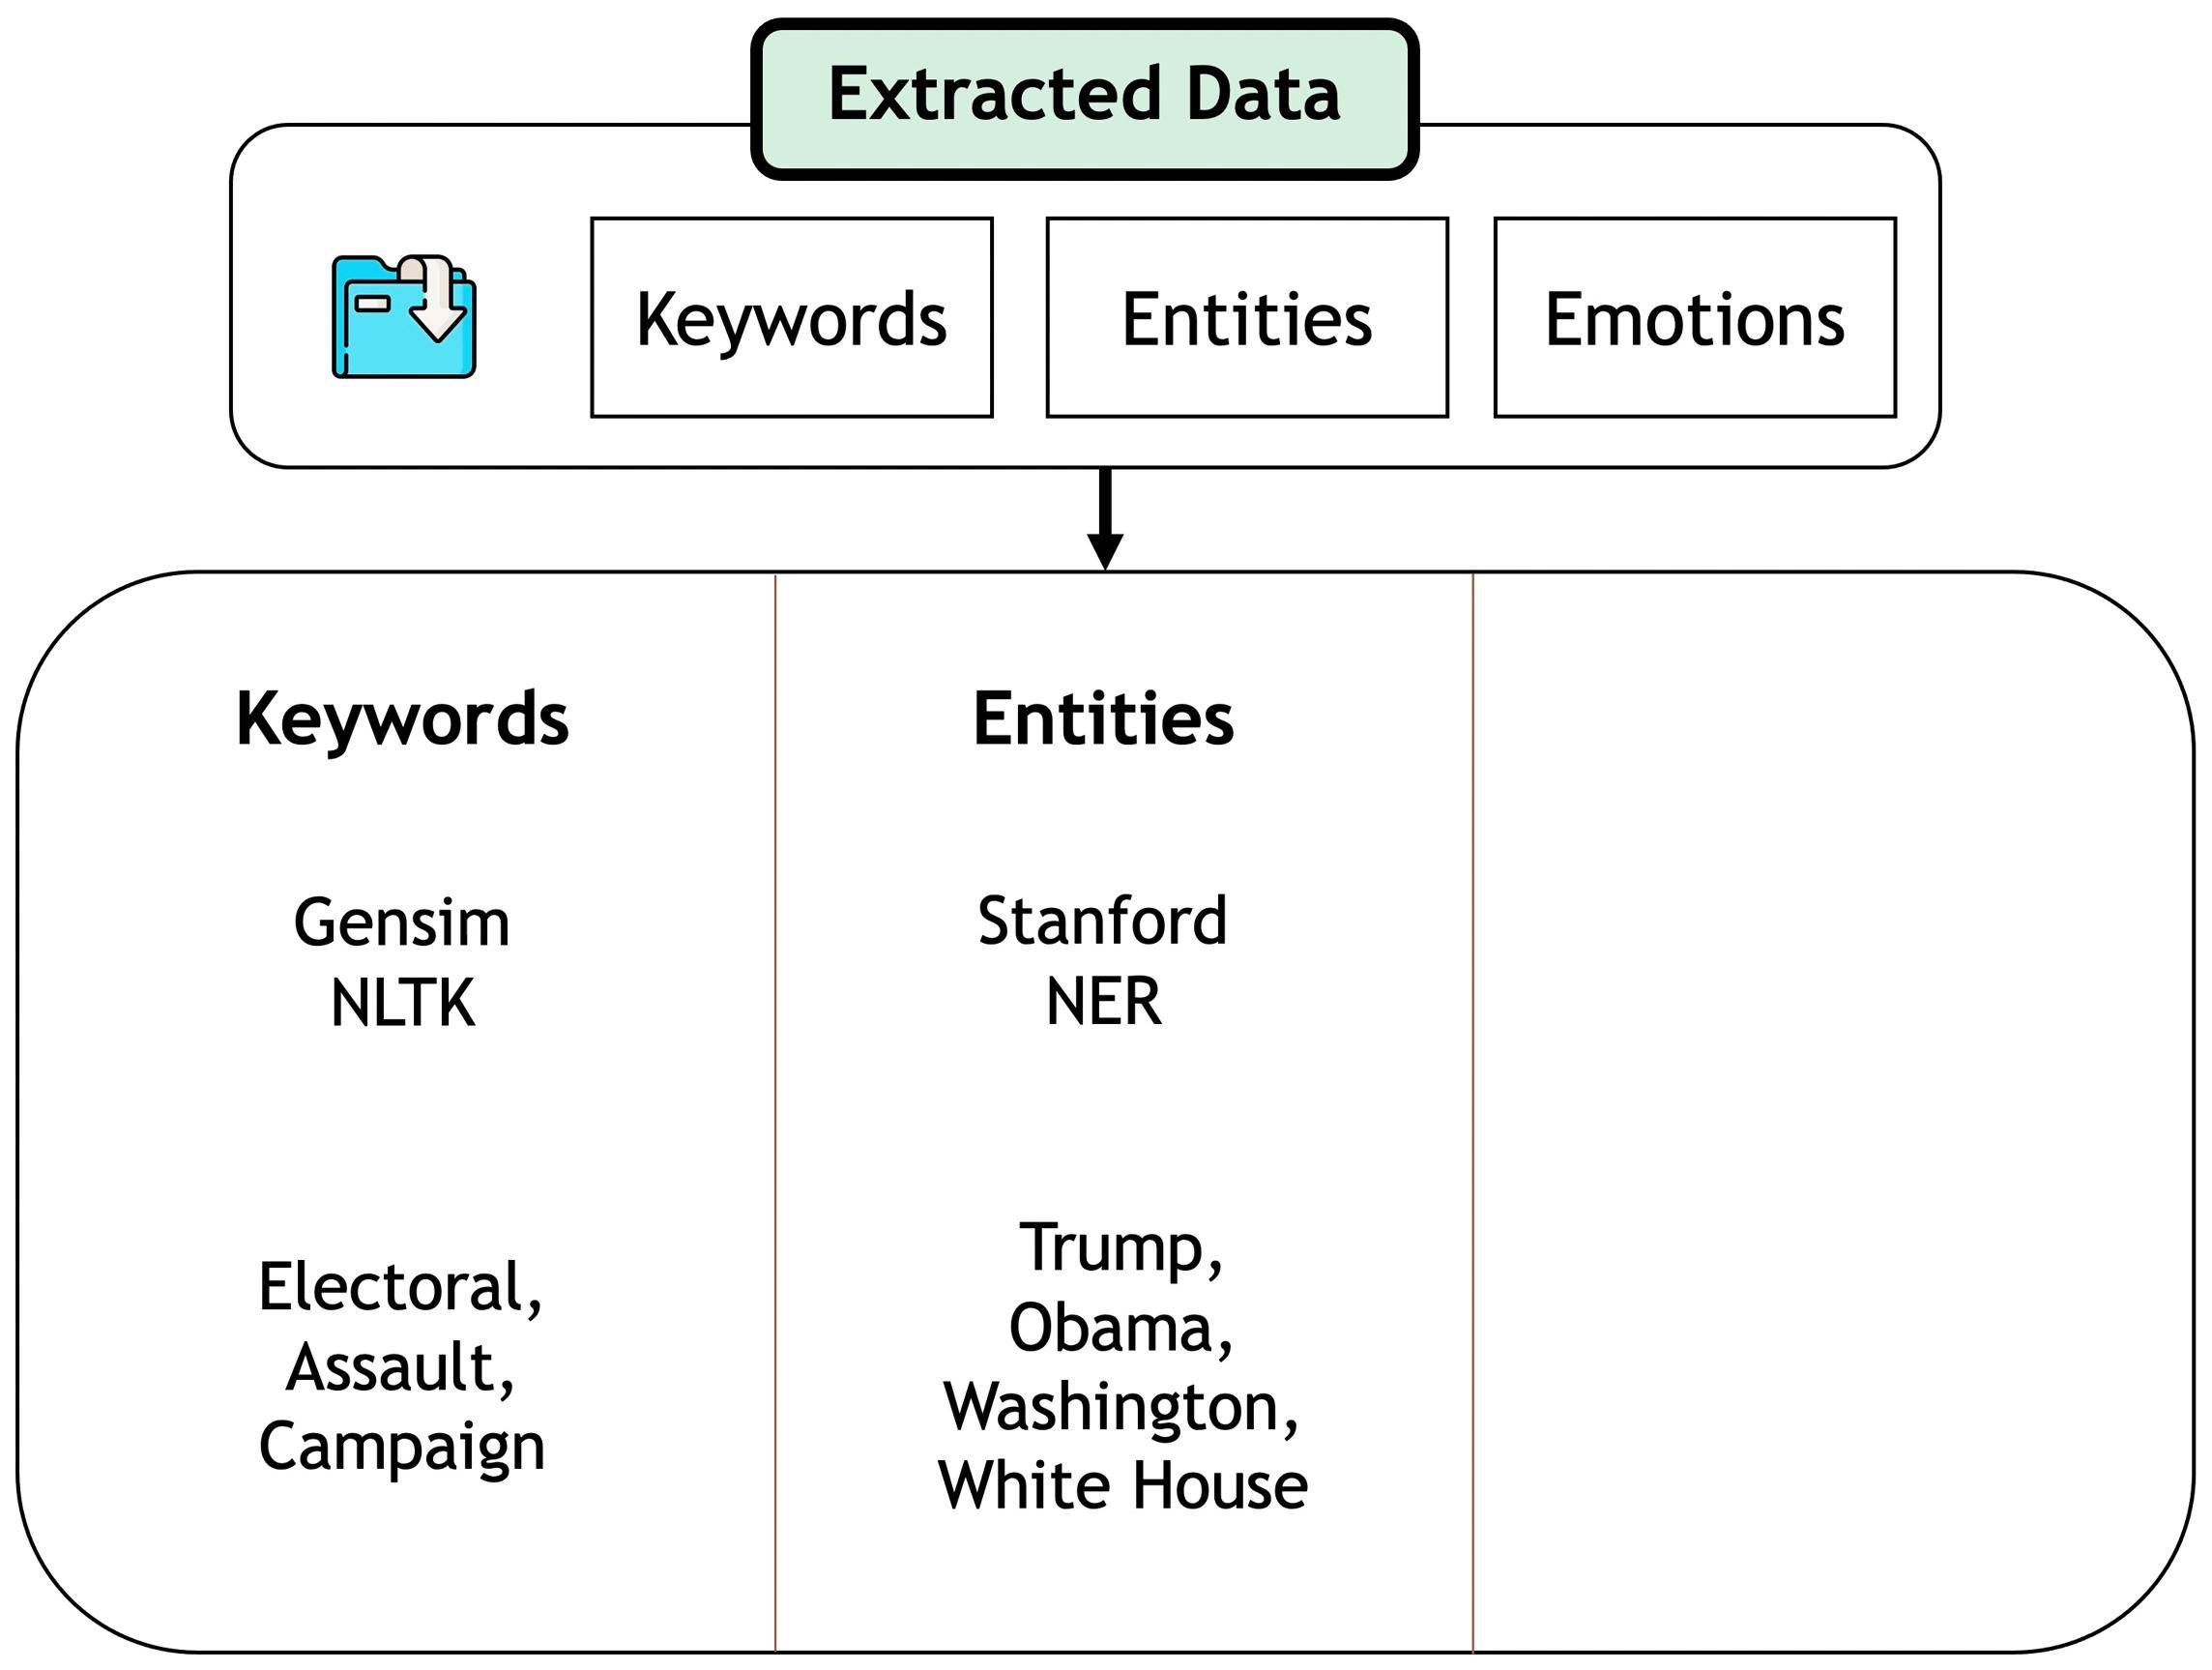 Extracted Data
Keywords
Entities
Emotions
Keywords
Gensim
NLTK
Electoral,
Assault,
Campaign
Entities
Stanford
NER
Trump,
Obama,
Washington,
White House